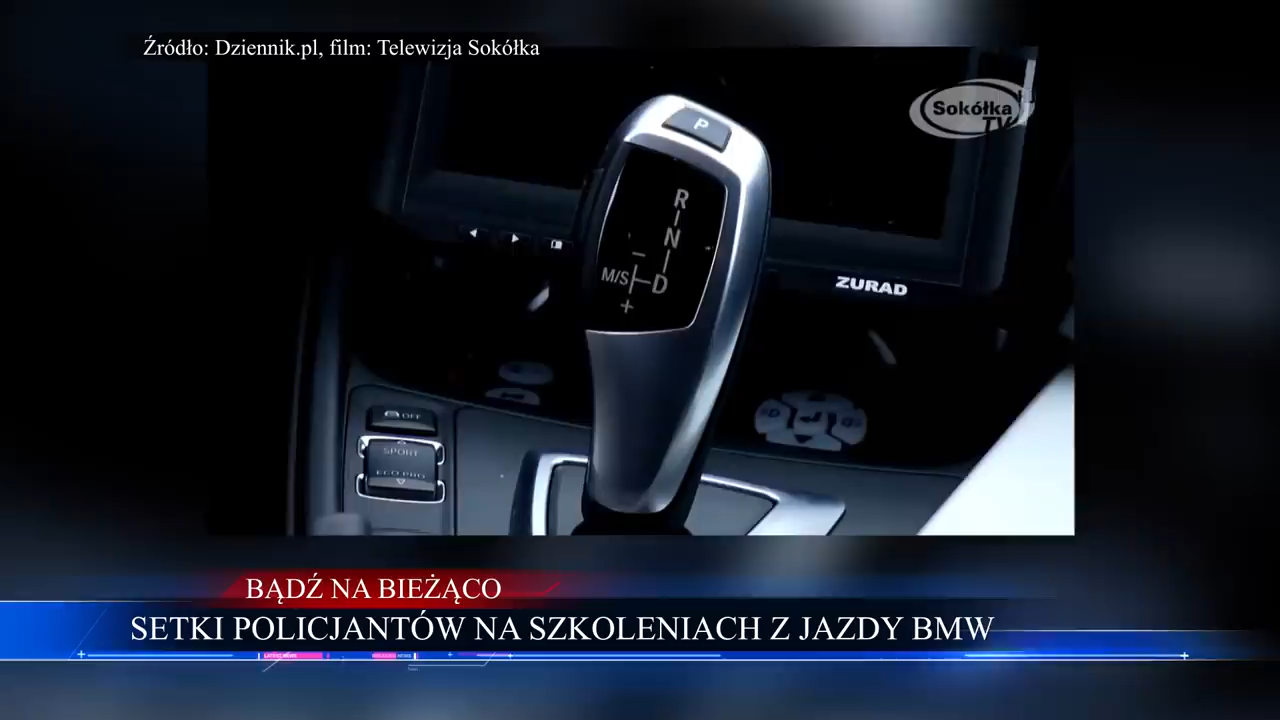 Źródło: Dziennik.pl, film: Telewizja Sokółka
Sokółka
TV
P
R
N
M/S
D
+
ZURAD
OFF
SPORT
ECO PRO
BĄDŹ NA BIEŻĄCO
SETKI POLICJANTÓW NA SZKOLENIACH Z JAZDY BMW